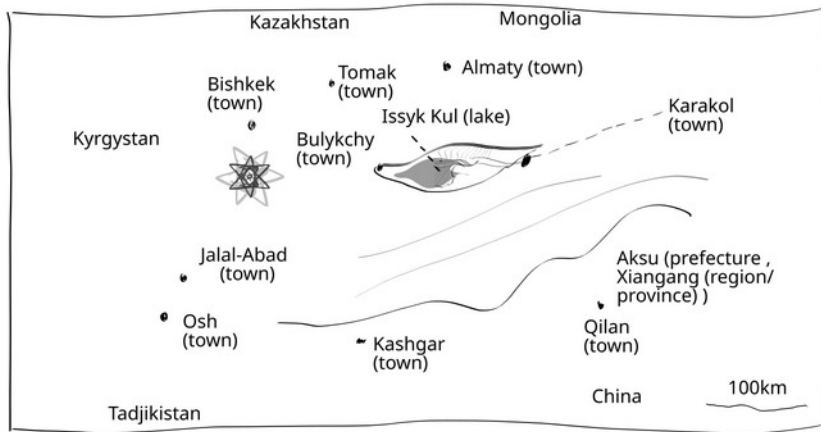 Kazakhstan
Mongolia
Tomak
(town)
Almaty (town)
Bishkek
(town)
Issyk Kul (lake)
Karakol
(town)
Kyrgystan
Bulykchy
(town)
Jalal-Abad
(town)
Aksu (prefecture ,
Xiangang (region/
province) )
Osh
(town)
Qilan
(town)
Kashgar
(town)
100km
China
Tadjikistan